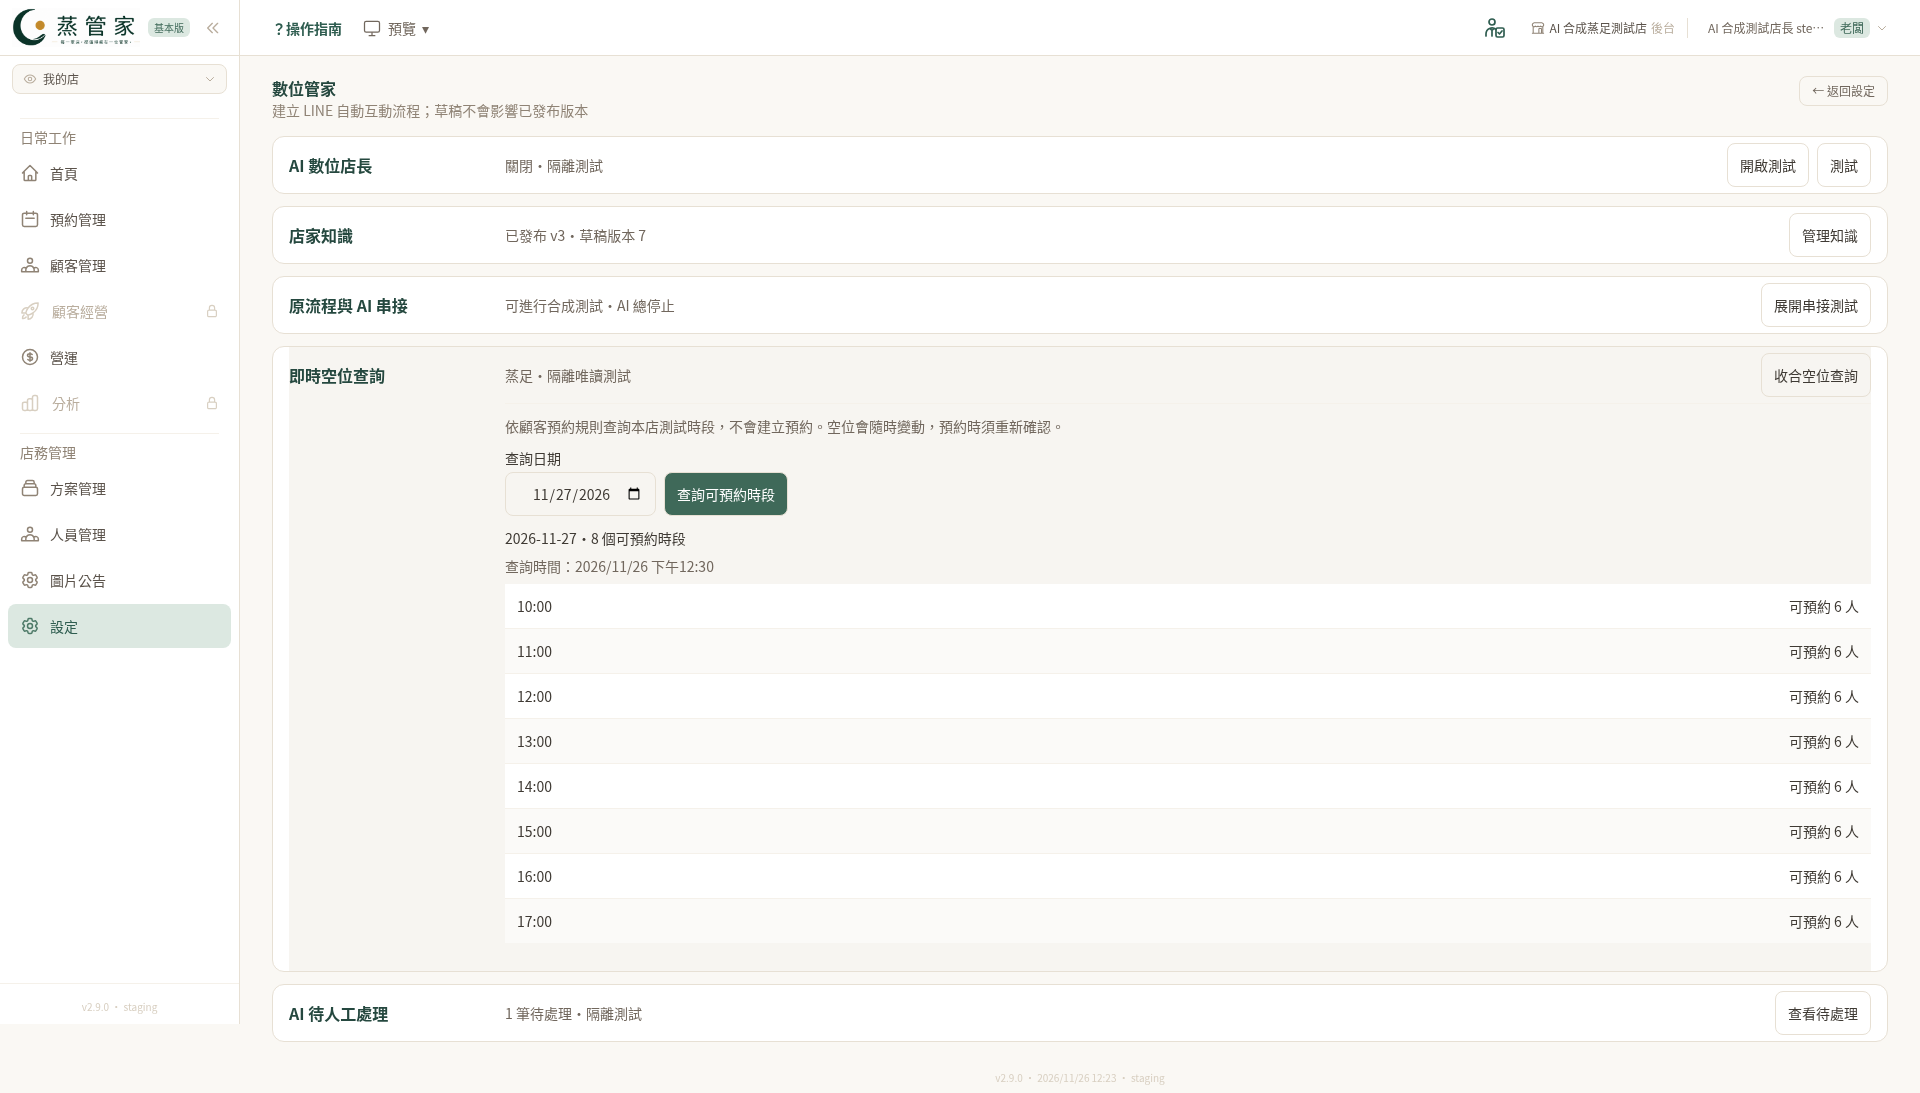 蒸管家
基本版
我的店
日常工作
首頁
預約管理
顧客管理
顧客經營
營運
分析
店務管理
方案管理
人員管理
圖片公告
設定
v2.9.0 · staging
? 操作指南
預覽 ▾
AI 合成蒸足測試店 後台
AI 合成測試店長 ste…
老闆
數位管家
建立 LINE 自動互動流程；草稿不會影響已發布版本
← 返回設定
AI 數位店長
關閉・隔離測試
開啟測試
測試
店家知識
已發布 v3・草稿版本 7
管理知識
原流程與 AI 串接
可進行合成測試・AI 總停止
展開串接測試
即時空位查詢
蒸足・隔離唯讀測試
收合空位查詢
依顧客預約規則查詢本店測試時段，不會建立預約。空位會隨時變動，預約時須重新確認。
查詢日期
11/27/2026
查詢可預約時段
2026-11-27・8 個可預約時段
查詢時間：2026/11/26 下午12:30
10:00 可預約 6 人
11:00 可預約 6 人
12:00 可預約 6 人
13:00 可預約 6 人
14:00 可預約 6 人
15:00 可預約 6 人
16:00 可預約 6 人
17:00 可預約 6 人
AI 待人工處理
1 筆待處理・隔離測試
查看待處理
v2.9.0 · 2026/11/26 12:23 · staging